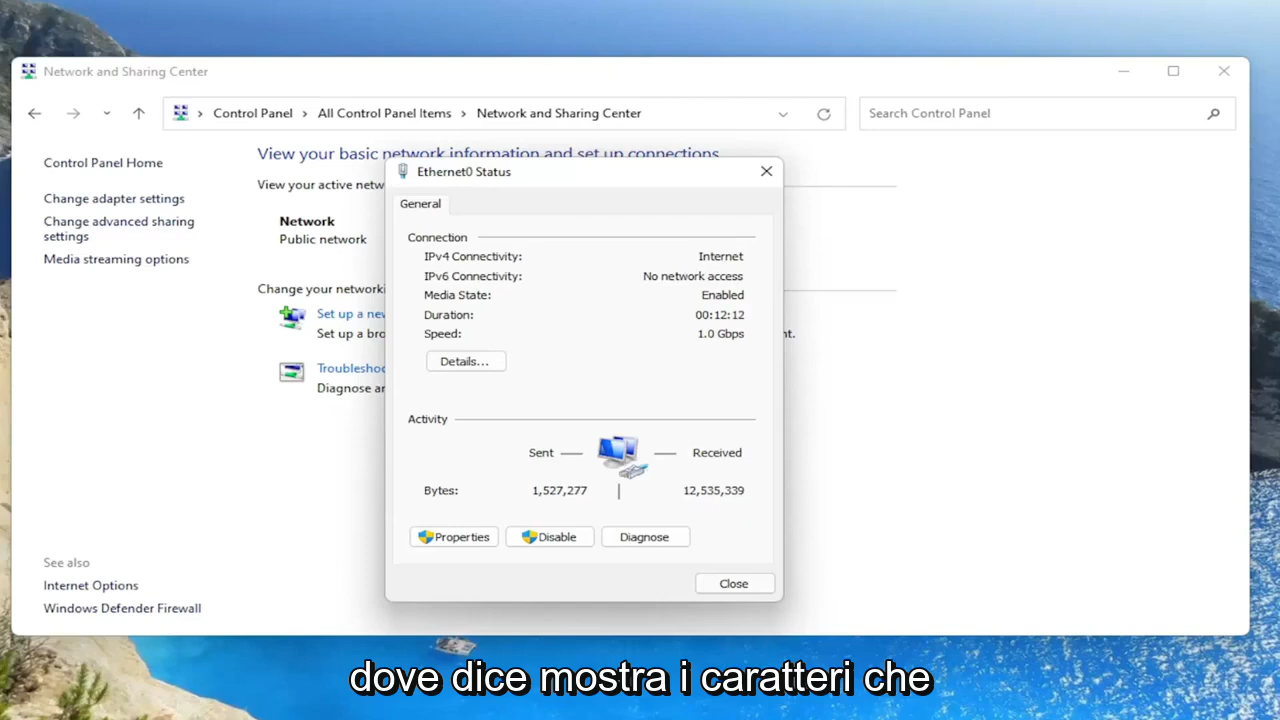 Network and Sharing Center
Control Panel > All Control Panel Items > Network and Sharing Center
Search Control Panel
Control Panel Home
Change adapter settings
Change advanced sharing
settings
Media streaming options
See also
Internet Options
Windows Defender Firewall
View your basic network information and set up connections
View your active netw
Network
Public network
Change your networki
Set up a new
Set up a bro
nt.
Troubleshoo
Diagnose an
Ethernet0 Status
General
Connection
IPv4 Connectivity: Internet
IPv6 Connectivity: No network access
Media State: Enabled
Duration: 00:12:12
Speed: 1.0 Gbps
Details...
Activity
Sent Received
Bytes: 1,527,277 12,535,339
Properties Disable Diagnose
Close
dove dice mostra i caratteri che